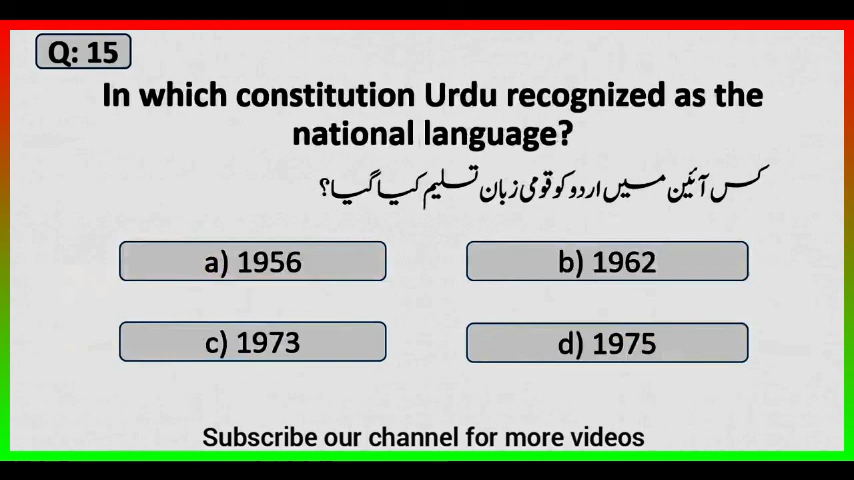 Q: 15
In which constitution Urdu recognized as the
national language?
کس آئین میں اردو کو قومی زبان تسلیم کیا گیا؟
a) 1956
b) 1962
c) 1973
d) 1975
Subscribe our channel for more videos